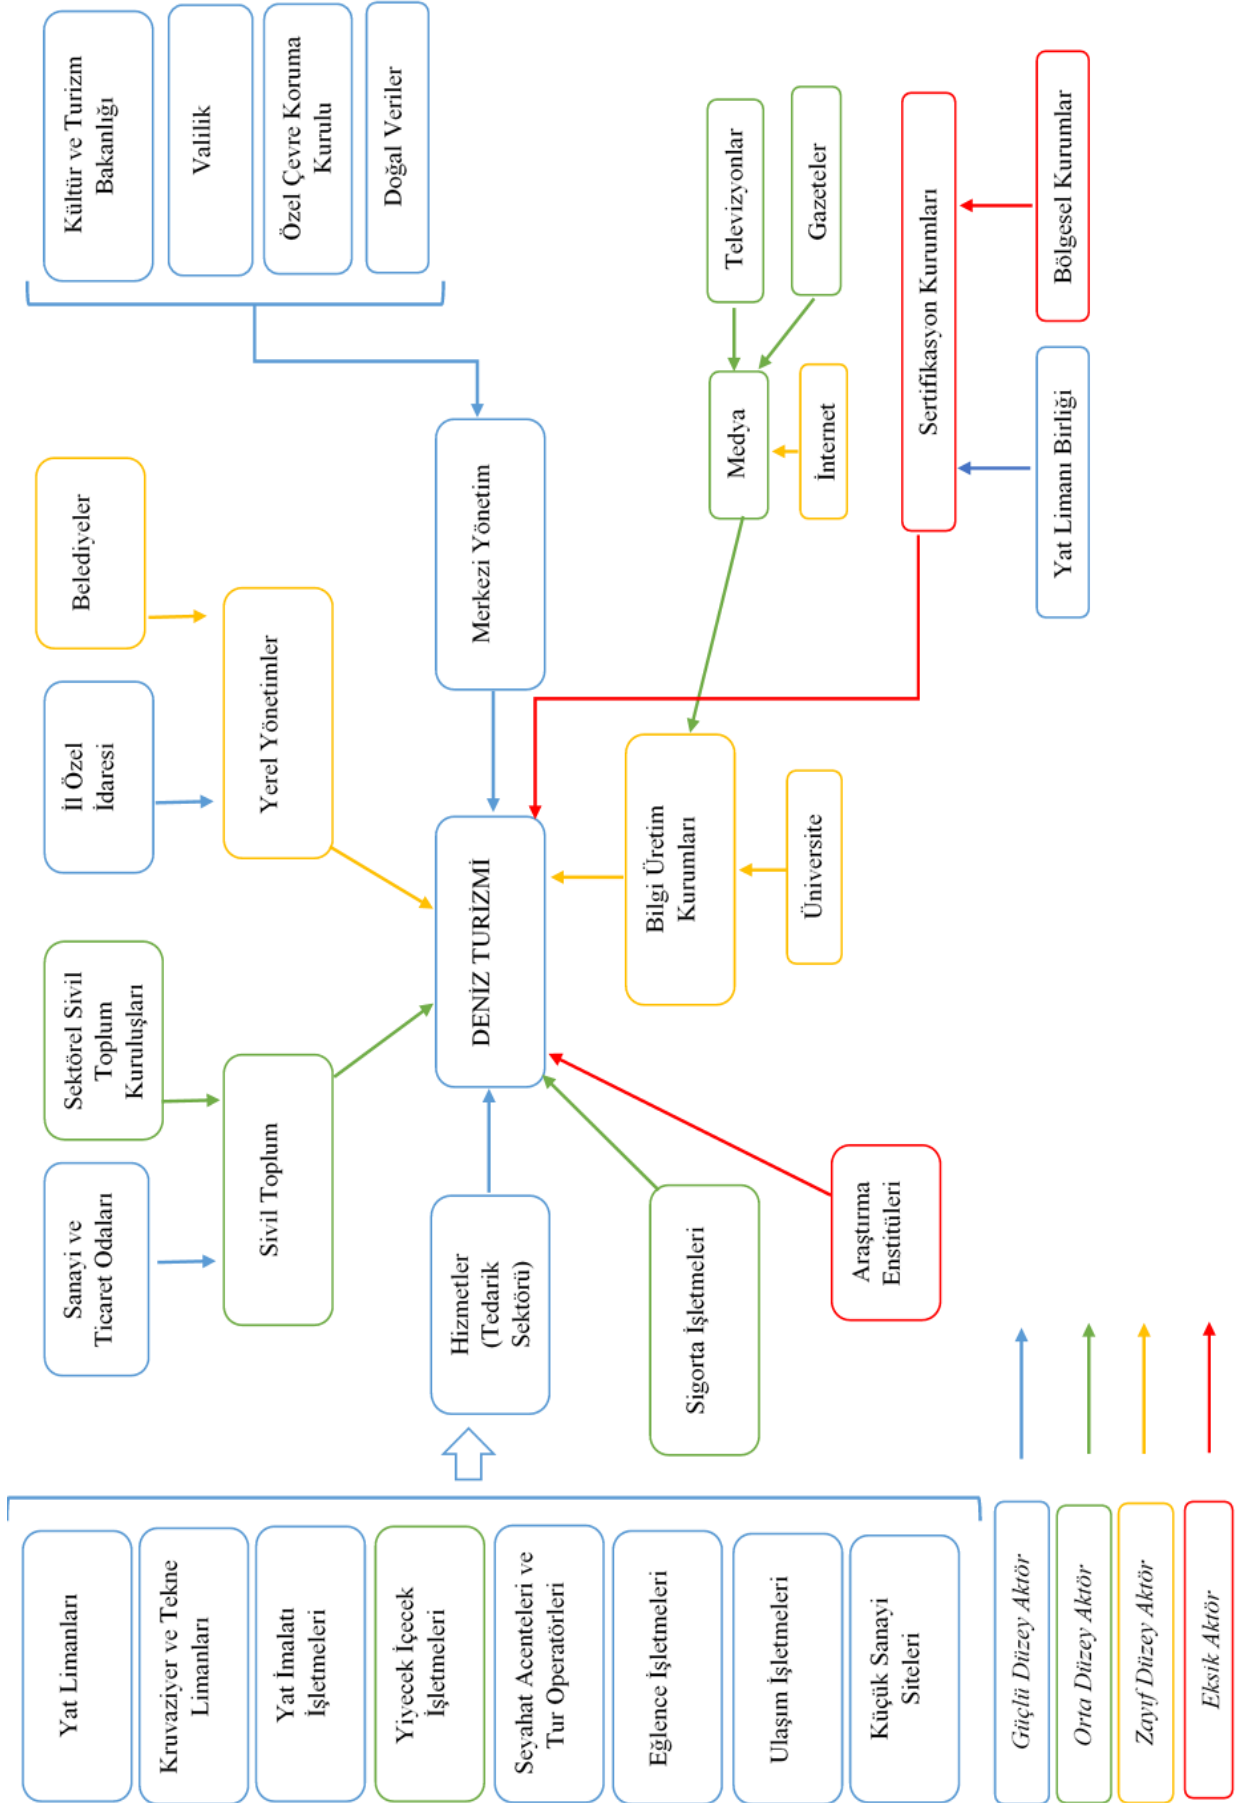 Yat Limanları
Kruvaziyer ve Tekne
Limanları
Yat İmalatı
İşletmeleri
Yiyecek İçecek
İşletmeleri
Seyahat Acenteleri ve
Tur Operatörleri
Eğlence İşletmeleri
Ulaşım İşletmeleri
Küçük Sanayi
Siteleri
Güçlü Düzey Aktör
Orta Düzey Aktör
Zayıf Düzey Aktör
Eksik Aktör
Sanayi ve
Ticaret Odaları
Sektörel Sivil
Toplum
Kuruluşları
İl Özel
İdaresi
Belediyeler
Sivil Toplum
Yerel Yönetimler
Hizmetler
(Tedarik
Sektörü)
DENİZ TURİZMİ
Merkezi Yönetim
Kültür ve Turizm
Bakanlığı
Valilik
Özel Çevre Koruma
Kurulu
Doğal Veriler
Sigorta İşletmeleri
Araştırma
Enstitüleri
Bilgi Üretim
Kurumları
Üniversite
Medya
İnternet
Televizyonlar
Gazeteler
Sertifikasyon Kurumları
Yat Limanı Birliği
Bölgesel Kurumlar